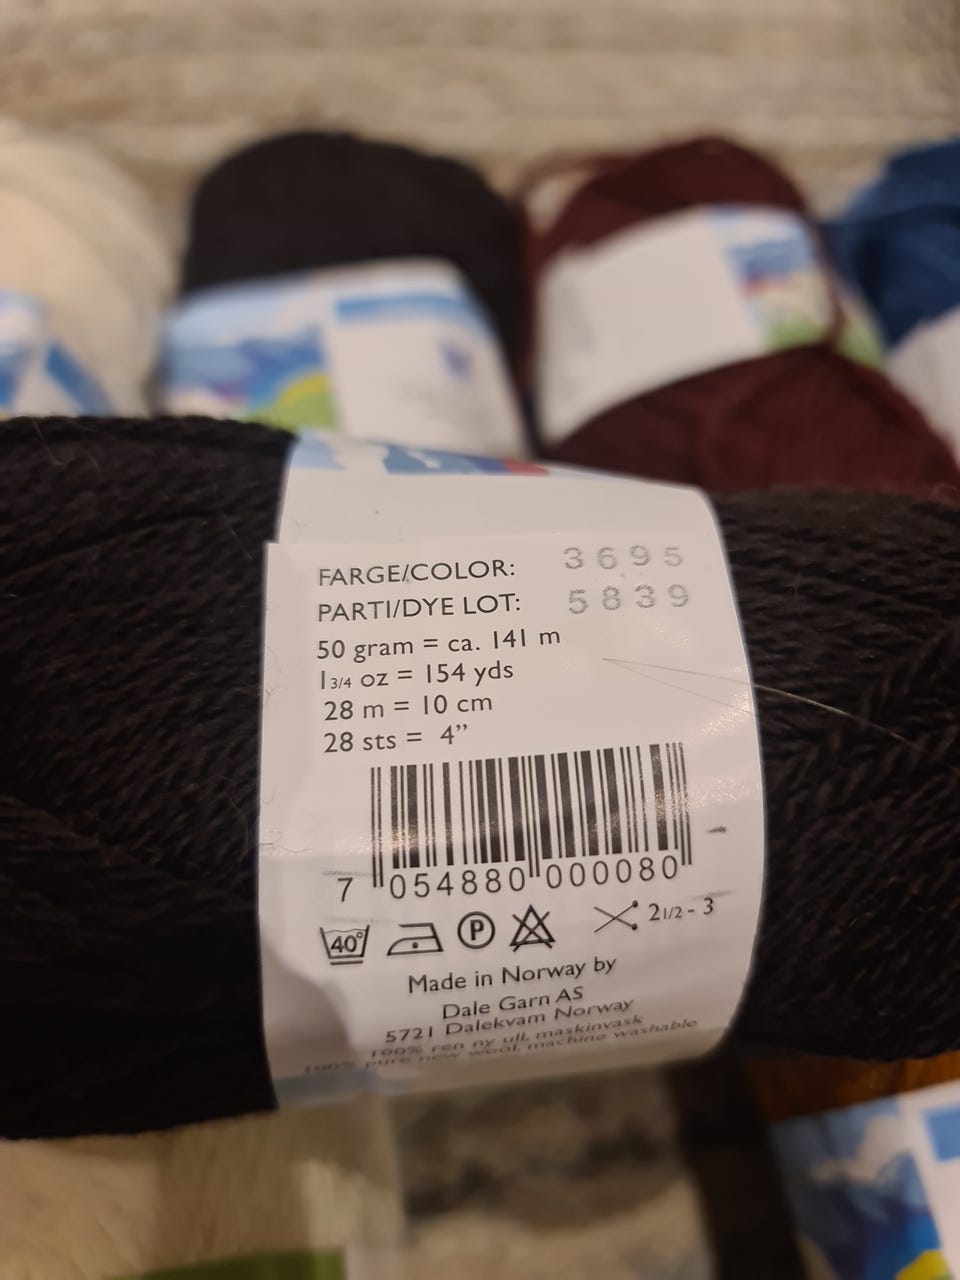 FARGE/COLOR: 3695
PARTI/DYE LOT: 5839
50 gram = ca. 141 m
1 3/4 oz = 154 yds
28 m = 10 cm
28 sts = 4”
7 054880 000080
40° P 2 1/2 - 3
Made in Norway by
Dale Garn AS
5721 Dalekvam Norway
100% ren ny ull, maskinvask
100% pure new wool, machine washable